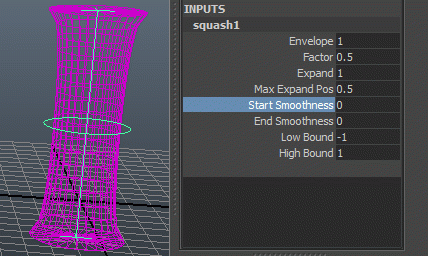 INPUTS
squash1
Envelope 1
Factor 0.5
Expand 1
Max Expand Pos 0.5
Start Smoothness 0
End Smoothness 0
Low Bound -1
High Bound 1